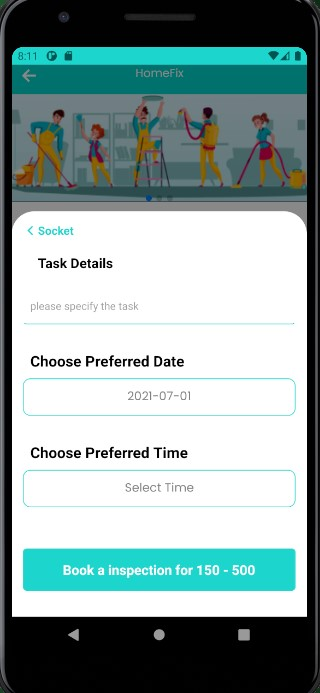 8:11
HomeFix
Socket
Task Details
please specify the task
Choose Preferred Date
2021-07-01
Choose Preferred Time
Select Time
Book a inspection for 150 - 500